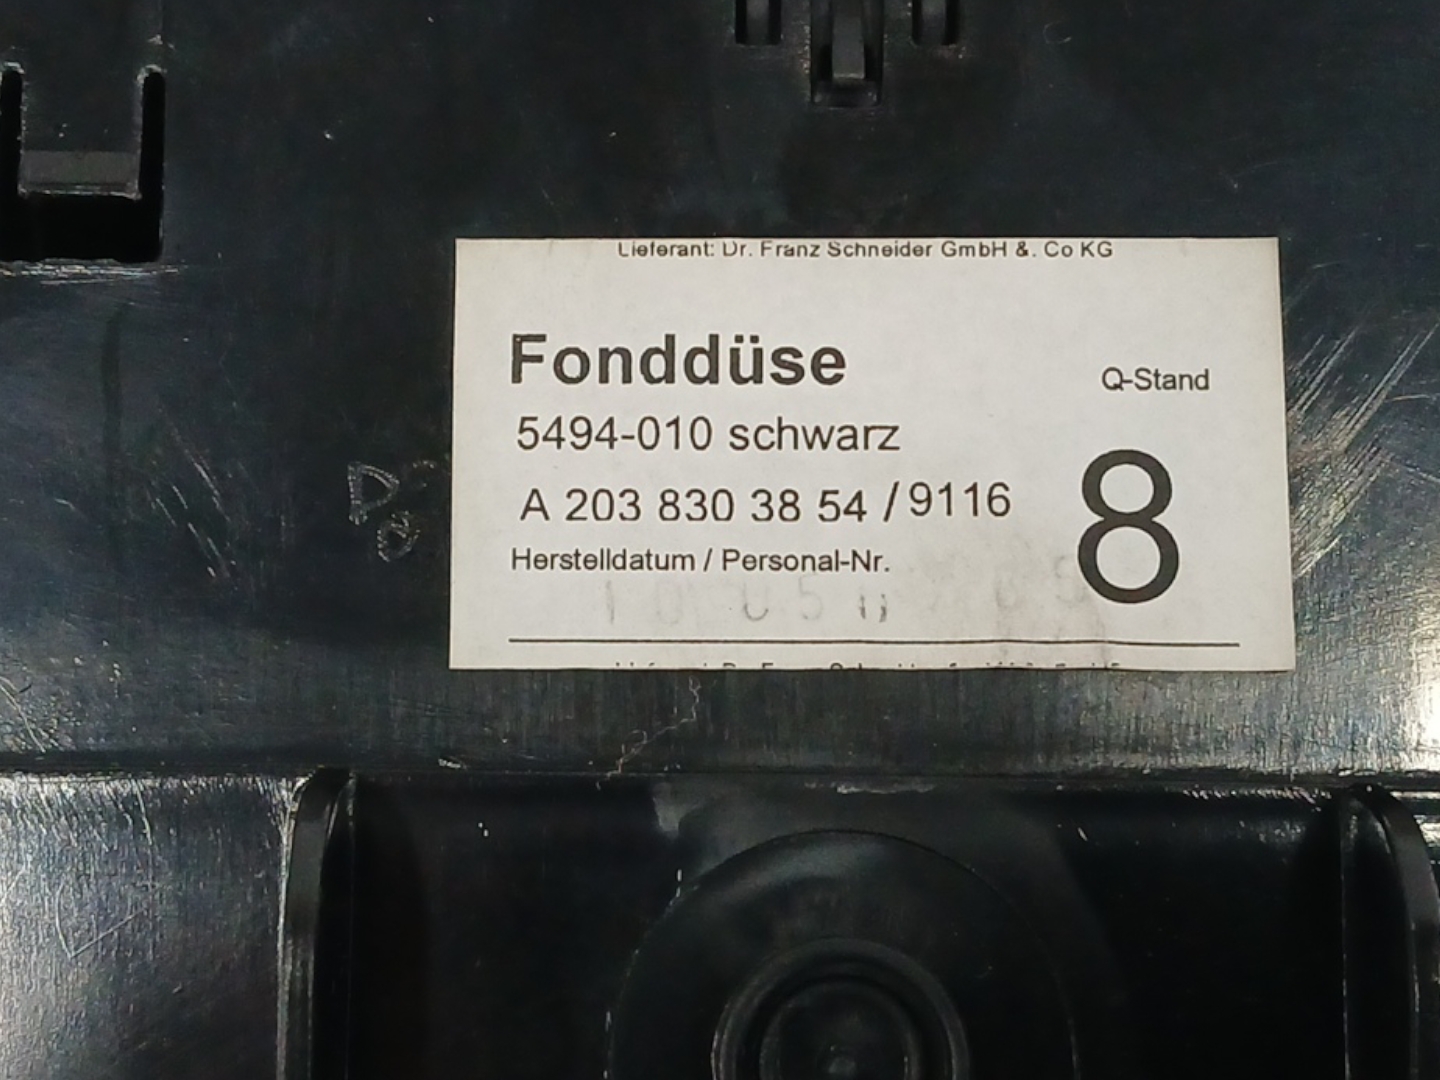 Lieferant: Dr. Franz Schneider GmbH &. Co KG
Fonddüse
Q-Stand
5494-010 schwarz
8
A 203 830 38 54 / 9116
Herstelldatum / Personal-Nr.